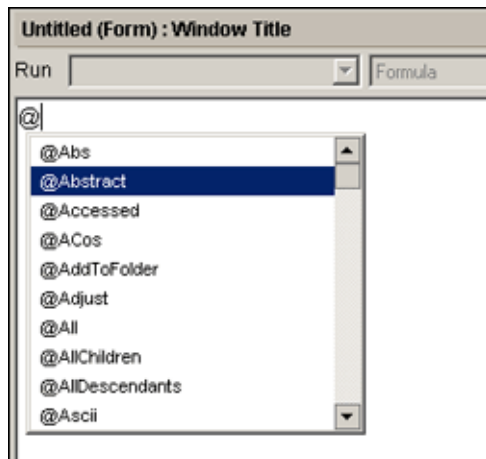 Untitled (Form) : Window Title
Run Formula
@
@Abs
@Abstract
@Accessed
@ACos
@AddToFolder
@Adjust
@All
@AllChildren
@AllDescendants
@Ascii